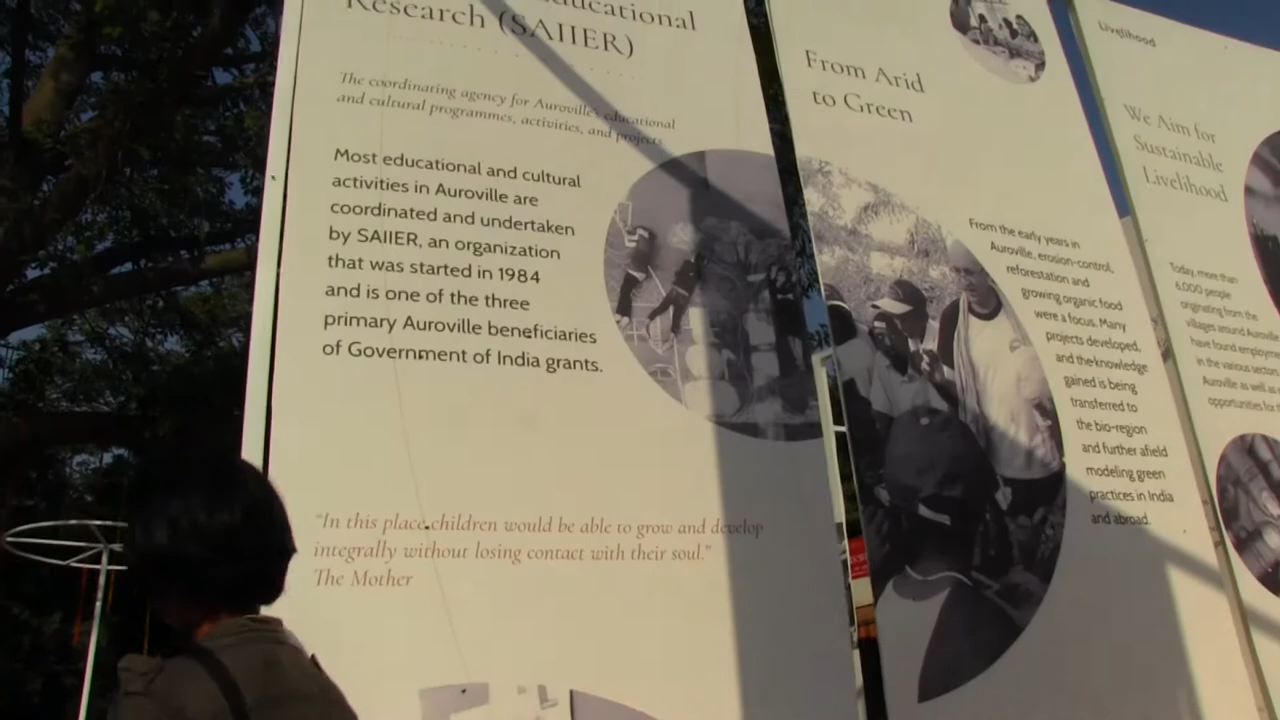 Educational
Research (SAIIER)
The coordinating agency for Auroville's educational
and cultural programmes, activities, and projects
Most educational and cultural
activities in Auroville are
coordinated and undertaken
by SAIIER, an organization
that was started in 1984
and is one of the three
primary Auroville beneficiaries
of Government of India grants.
"In this place children would be able to grow and develop
integrally without losing contact with their soul."
The Mother
From Arid
to Green
From the early years in
Auroville, erosion-control,
reforestation and
growing organic food
were a focus. Many
projects developed,
and the knowledge
gained is being
transferred to
the bio-region
and further afield
modeling green
practices in India
and abroad.
Livelihood
We Aim for
Sustainable
Livelihood
Today, more than
6,000 people
originating from the
villages around Auroville
have found employment
in the various sectors
Auroville as well as
opportunities for